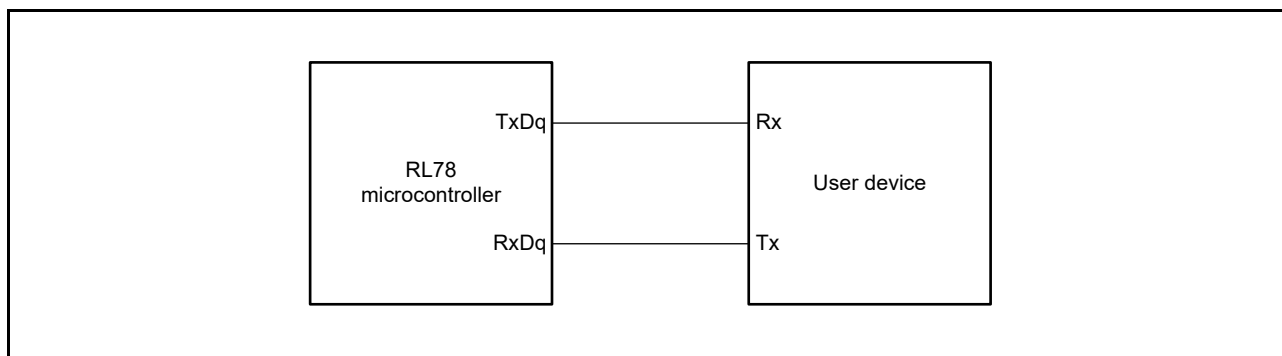 TxDq
Rx
RL78
microcontroller
User device
RxDq
Tx